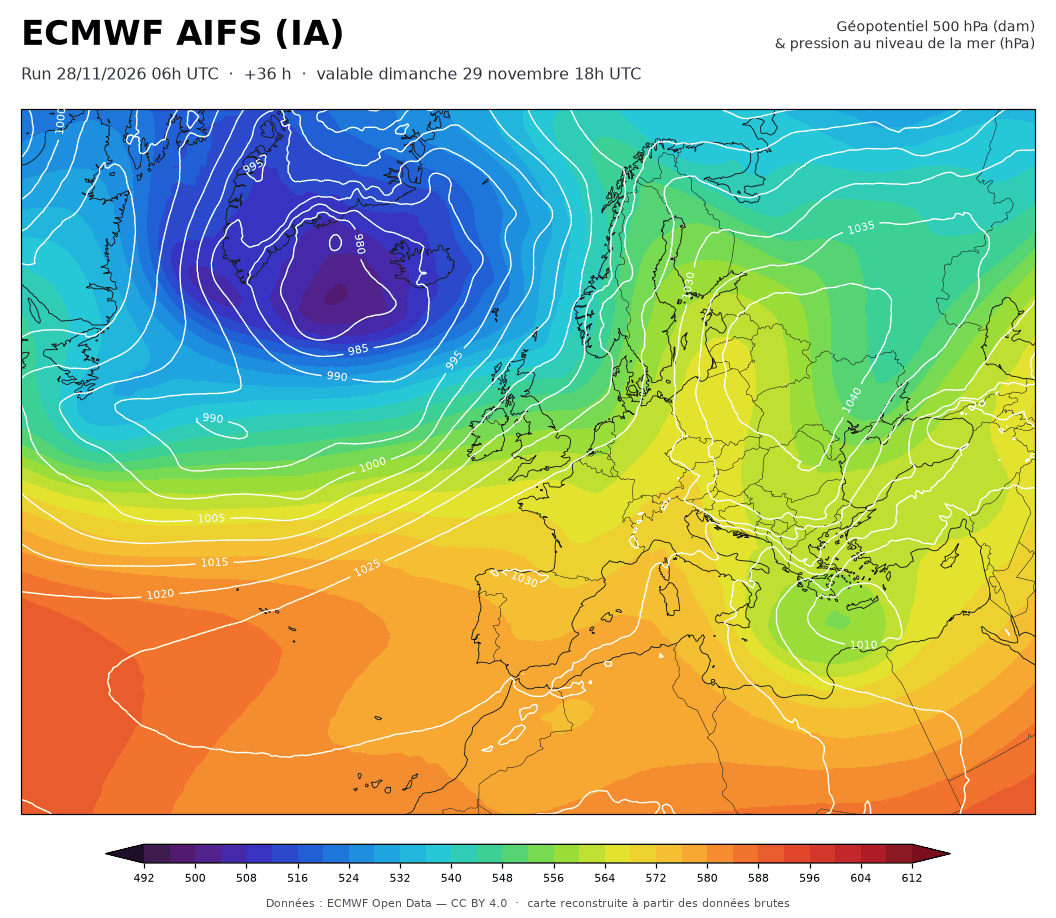 ECMWF AIFS (IA)
Géopotentiel 500 hPa (dam)
& pression au niveau de la mer (hPa)
Run 28/11/2026 06h UTC · +36 h · valable dimanche 29 novembre 18h UTC
1000
995
980
1035
1030
985
995
990
1040
990
1000
1005
1015
1025
1020
1030
1010
492 500 508 516 524 532 540 548 556 564 572 580 588 596 604 612
Données : ECMWF Open Data — CC BY 4.0 · carte reconstruite à partir des données brutes